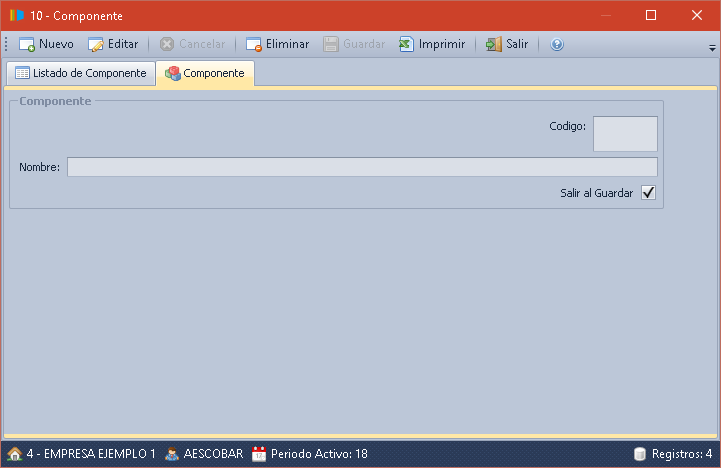 10 - Componente
Nuevo Editar Cancelar Eliminar Guardar Imprimir Salir
Listado de Componente Componente
Componente
Codigo:
Nombre:
Salir al Guardar
4 - EMPRESA EJEMPLO 1 AESCOBAR Periodo Activo: 18 Registros: 4